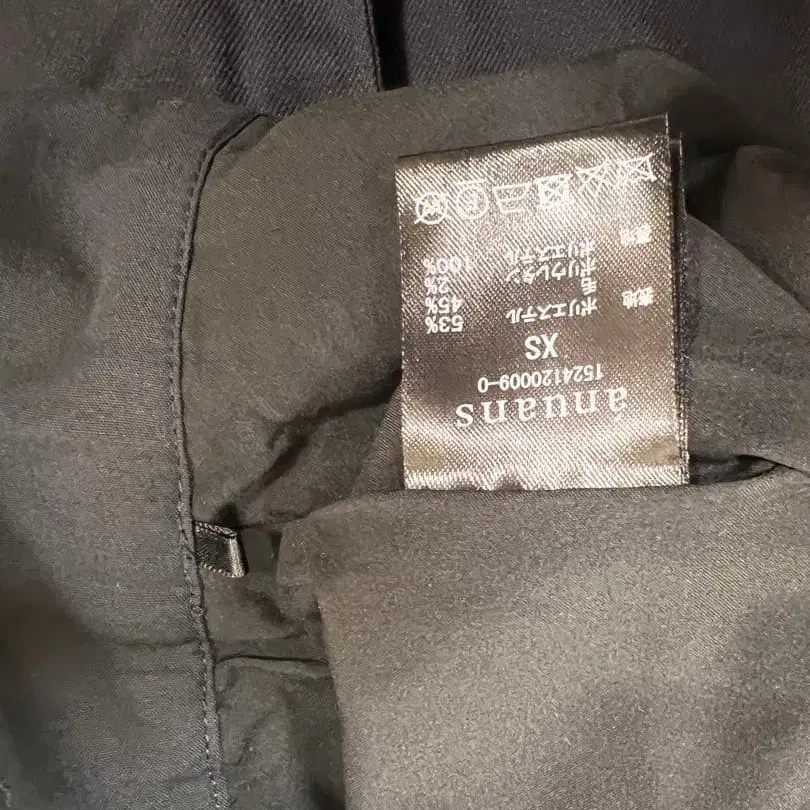 anuans
1524120009-0
XS
表地 ポリエステル 53%
毛 45%
ポリウレタン 2%
裏地 ポリエステル 100%